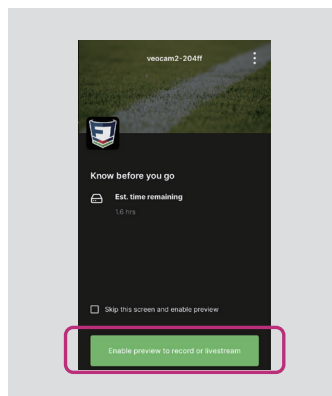 veocam2-204ff
Know before you go
Est. time remaining
1.6 hrs
Skip this screen and enable preview
Enable preview to record or livestream